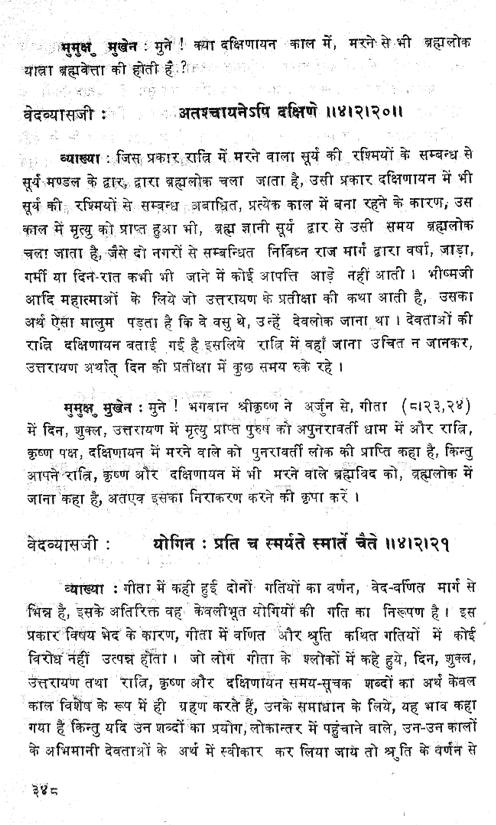 मुमुक्षु मुखेन : मुने ! क्या दक्षिणायन काल में, मरने से भी ब्रह्मलोक
यात्रा ब्रह्मवेत्ता की होती है ?
वेदव्यासजी : अतश्चायनेऽपि दक्षिणे ॥४।२।२०॥
व्याख्या : जिस प्रकार रात्रि में मरने वाला सूर्य की रश्मियों के सम्बन्ध से
सूर्य मण्डल के द्वार, द्वारा ब्रह्मलोक चला जाता है, उसी प्रकार दक्षिणायन में भी
सूर्य की रश्मियों से सम्बन्ध अबाधित, प्रत्येक काल में बना रहने के कारण, उस
काल में मृत्यु को प्राप्त हुआ भी, ब्रह्म ज्ञानी सूर्य द्वार से उसी समय ब्रह्मलोक
चला जाता है, जैसे दो नगरों से सम्बन्धित निर्विघ्न राज मार्ग द्वारा वर्षा, जाड़ा,
गर्मी या दिन-रात कभी भी जाने में कोई आपत्ति आड़े नहीं आती । भीष्मजी
आदि महात्माओं के लिये जो उत्तरायण के प्रतीक्षा की कथा आती है, उसका
अर्थ ऐसा मालुम पड़ता है कि वे वसु थे, उन्हें देवलोक जाना था । देवताओं की
रात्रि दक्षिणायन बताई गई है इसलिये रात्रि में वहाँ जाना उचित न जानकर,
उत्तरायण अर्थात् दिन की प्रतीक्षा में कुछ समय रुके रहे ।
मुमुक्षु मुखेन : मुने ! भगवान श्रीकृष्ण ने अर्जुन से, गीता (८।२३,२४)
में दिन, शुक्ल, उत्तरायण में मृत्यु प्राप्त पुरुष को अपुनरावर्ती धाम में और रात्रि,
कृष्ण पक्ष, दक्षिणायन में मरने वाले को पुनरावर्ती लोक की प्राप्ति कहा है, किन्तु
आपने रात्रि, कृष्ण और दक्षिणायन में भी मरने वाले ब्रह्मविद को, ब्रह्मलोक में
जाना कहा है, अतएव इसका निराकरण करने की कृपा करें ।
वेदव्यासजी : योगिनः प्रति च स्मर्यते स्मार्ते चैते ॥४।२।२१
व्याख्या : गीता में कही हुई दोनों गतियों का वर्णन, वेद-वर्णित मार्ग से
भिन्न है, इसके अतिरिक्त वह केवलीभूत योगियों की गति का निरूपण है । इस
प्रकार विषय भेद के कारण, गीता में वर्णित और श्रुति कथित गतियों में कोई
विरोध नहीं उत्पन्न होता । जो लोग गीता के श्लोकों में कहे हुये, दिन, शुक्ल,
उत्तरायण तथा रात्रि, कृष्ण और दक्षिणायन समय-सूचक शब्दों का अर्थ केवल
काल विशेष के रूप में ही ग्रहण करते हैं, उनके समाधान के लिये, यह भाव कहा
गया है किन्तु यदि उन शब्दों का प्रयोग, लोकान्तर में पहुंचाने वाले, उन-उन कालों
के अभिमानी देवताओं के अर्थ में स्वीकार कर लिया जाय तो श्रुति के वर्णन से
३४८